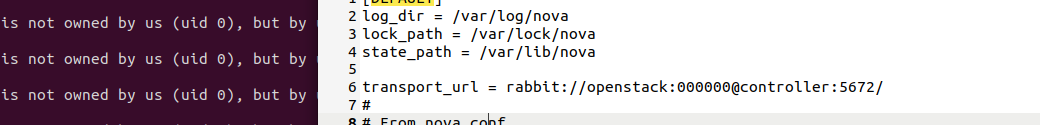 is not owned by us (uid 0), but by
is not owned by us (uid 0), but by
is not owned by us (uid 0), but by
1 [DEFAULT]
2 log_dir = /var/log/nova
3 lock_path = /var/lock/nova
4 state_path = /var/lib/nova
5
6 transport_url = rabbit://openstack:000000@controller:5672/
7 #
8 # From nova.conf